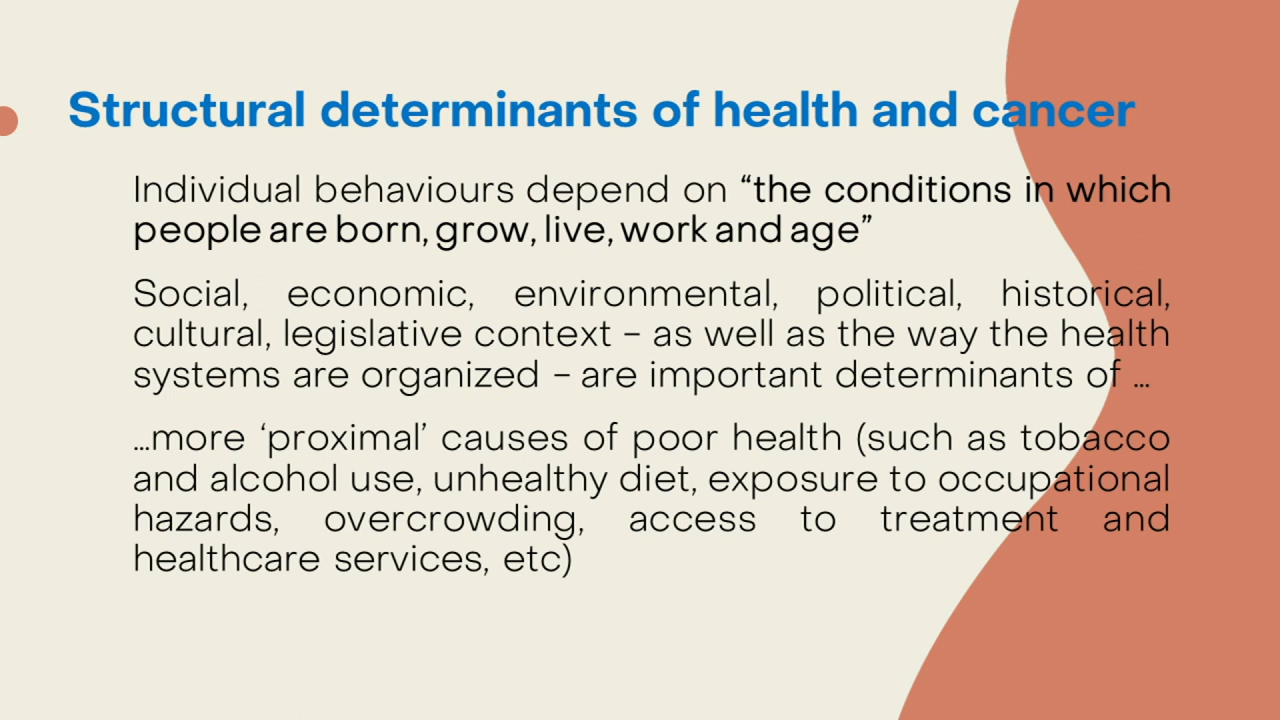 Structural determinants of health and cancer
Individual behaviours depend on “the conditions in which
people are born, grow, live, work and age”
Social, economic, environmental, political, historical,
cultural, legislative context – as well as the way the health
systems are organized – are important determinants of …
…more ‘proximal’ causes of poor health (such as tobacco
and alcohol use, unhealthy diet, exposure to occupational
hazards, overcrowding, access to treatment and
healthcare services, etc)